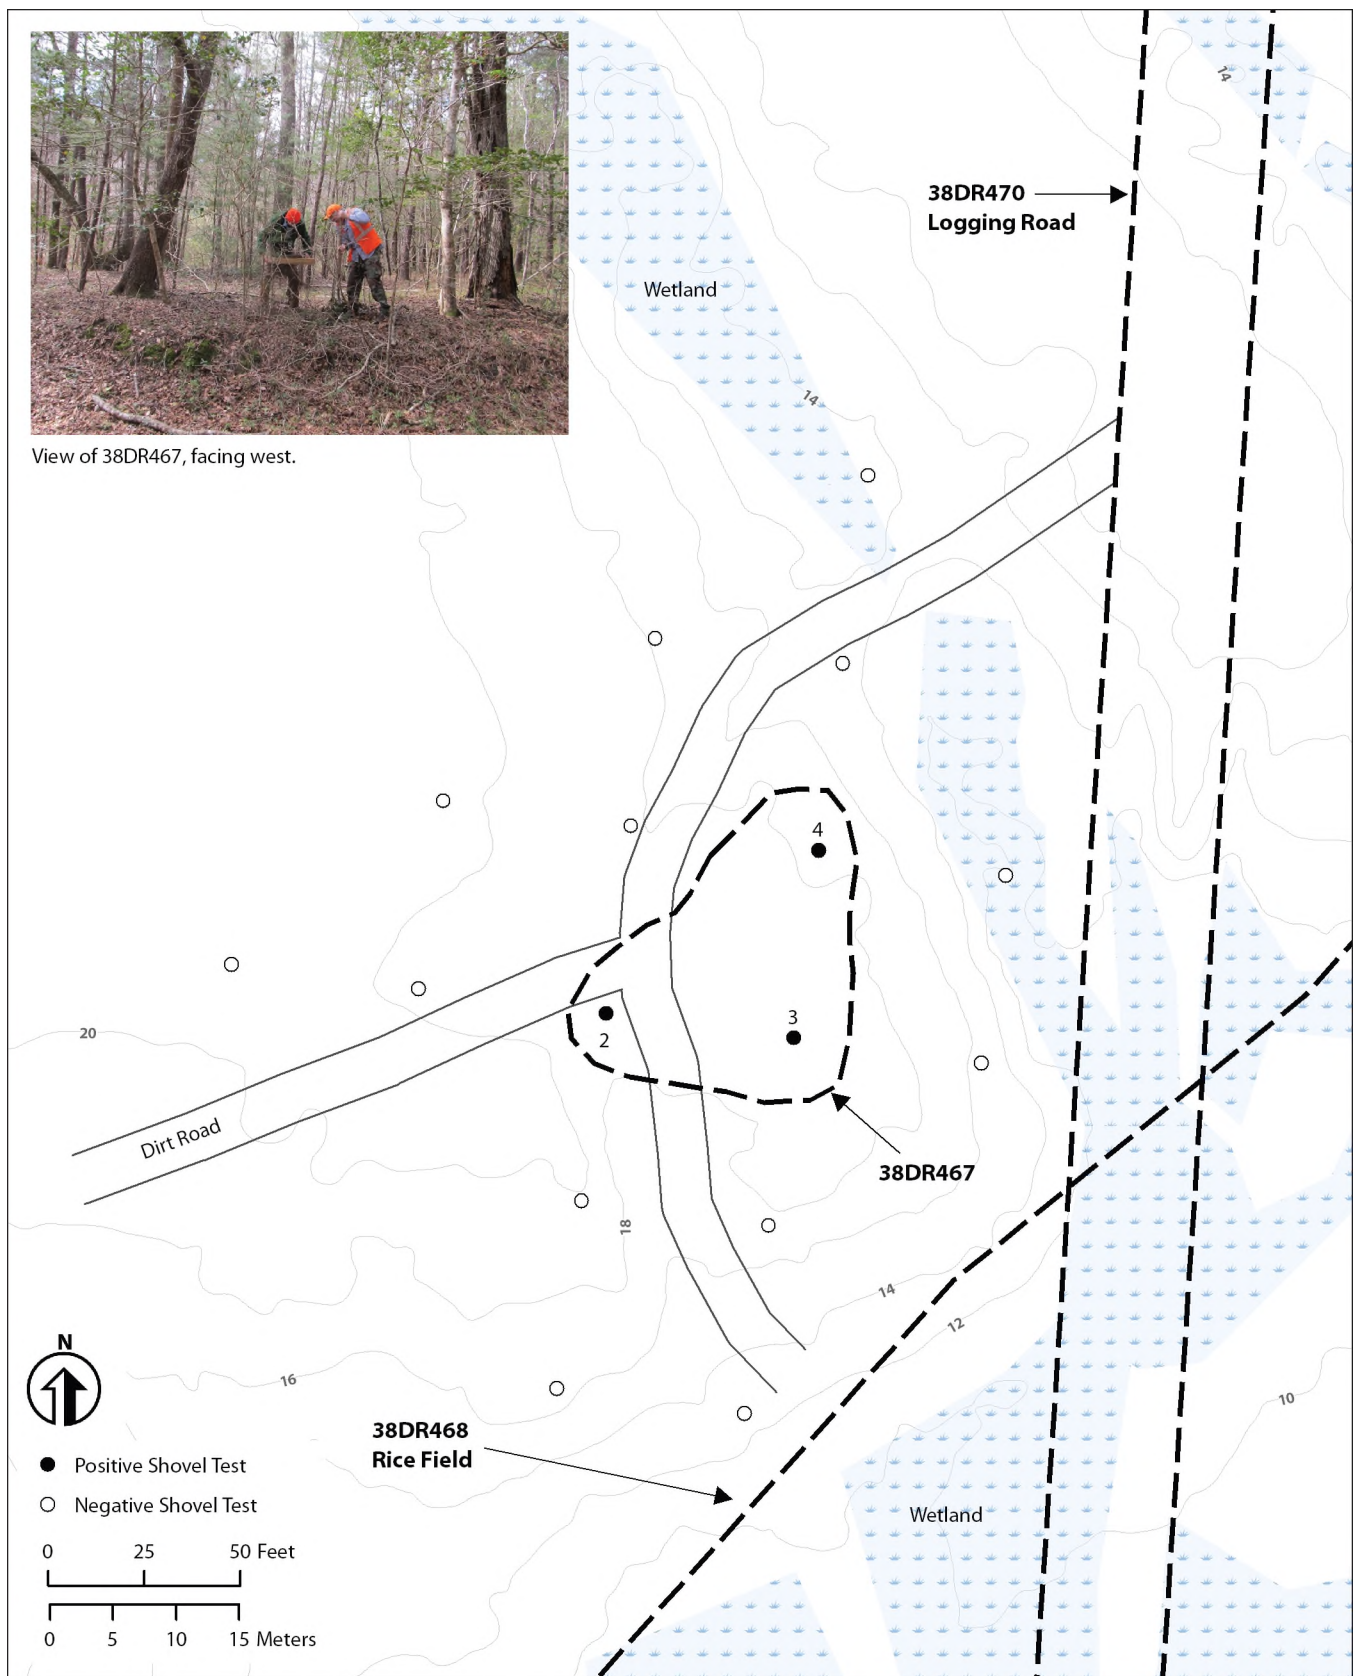 14
38DR470
Logging Road
Wetland
14
View of 38DR467, facing west.
4
3
2
20
Dirt Road
38DR467
18
14
12
N
16
10
38DR468
Rice Field
Positive Shovel Test
Negative Shovel Test
Wetland
0 25 50 Feet
0 5 10 15 Meters